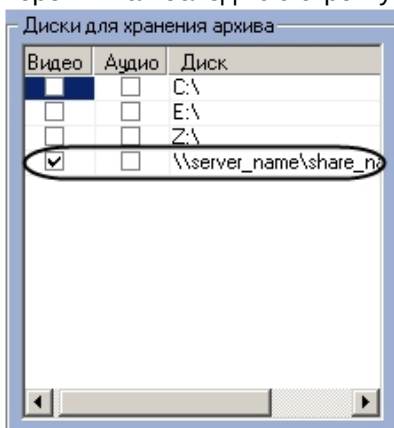 Диски для хранения архива
Видео Аудио Диск
C:\
E:\
Z:\
\\server_name\share_na